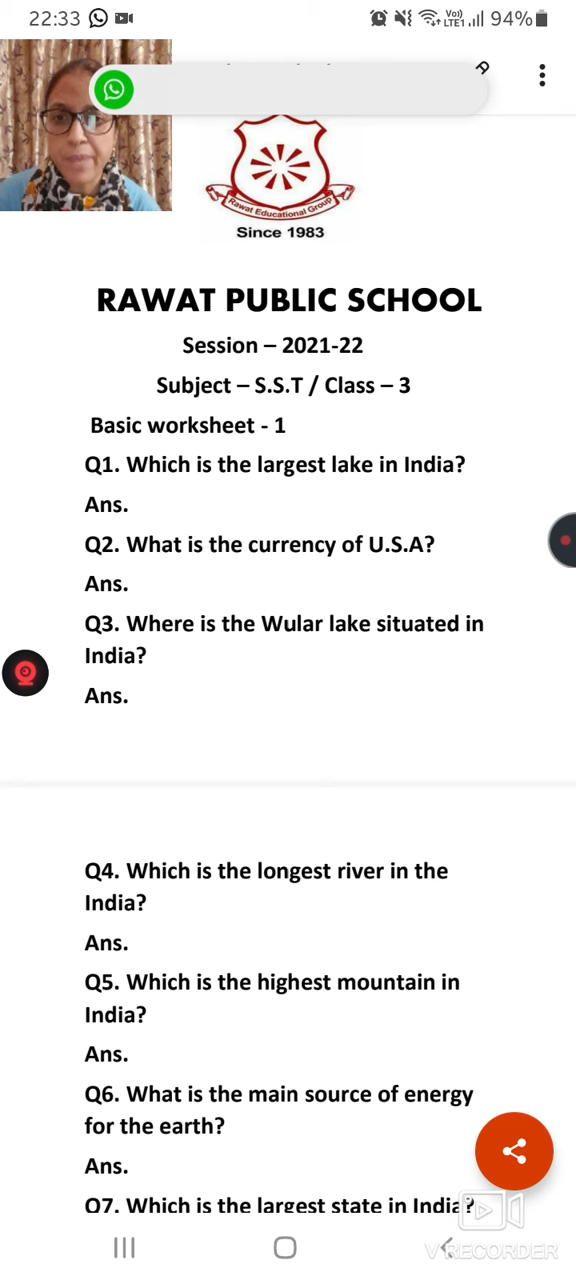 22:33
Vo)) LTE1 94%
Rawat Educational Group
Since 1983
RAWAT PUBLIC SCHOOL
Session – 2021-22
Subject – S.S.T / Class – 3
Basic worksheet - 1
Q1. Which is the largest lake in India?
Ans.
Q2. What is the currency of U.S.A?
Ans.
Q3. Where is the Wular lake situated in
India?
Ans.
Q4. Which is the longest river in the
India?
Ans.
Q5. Which is the highest mountain in
India?
Ans.
Q6. What is the main source of energy
for the earth?
Ans.
Q7. Which is the largest state in India?
V RECORDER